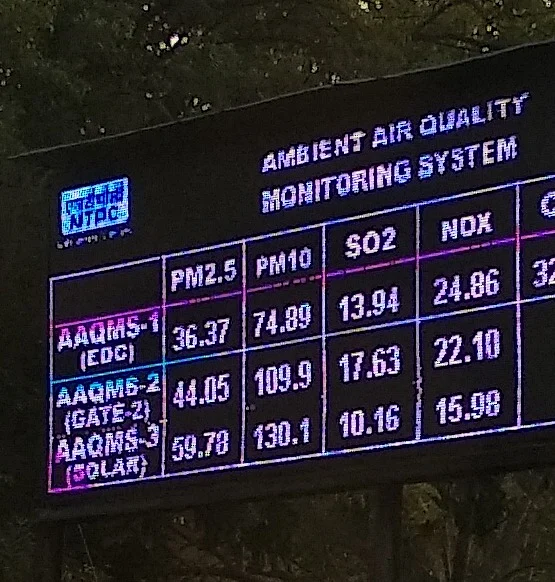 AMBIENT AIR QUALITY
MONITORING SYSTEM
एनटीपीसी
NTPC
PM2.5 PM10 SO2 NOX C
AAQMS-1 36.37 74.89 13.94 24.86 32
(EDC)
AAQMS-2 44.05 109.9 17.63 22.10
(GATE-2)
AAQMS-3 59.78 130.1 10.16 15.98
(SOLAR)